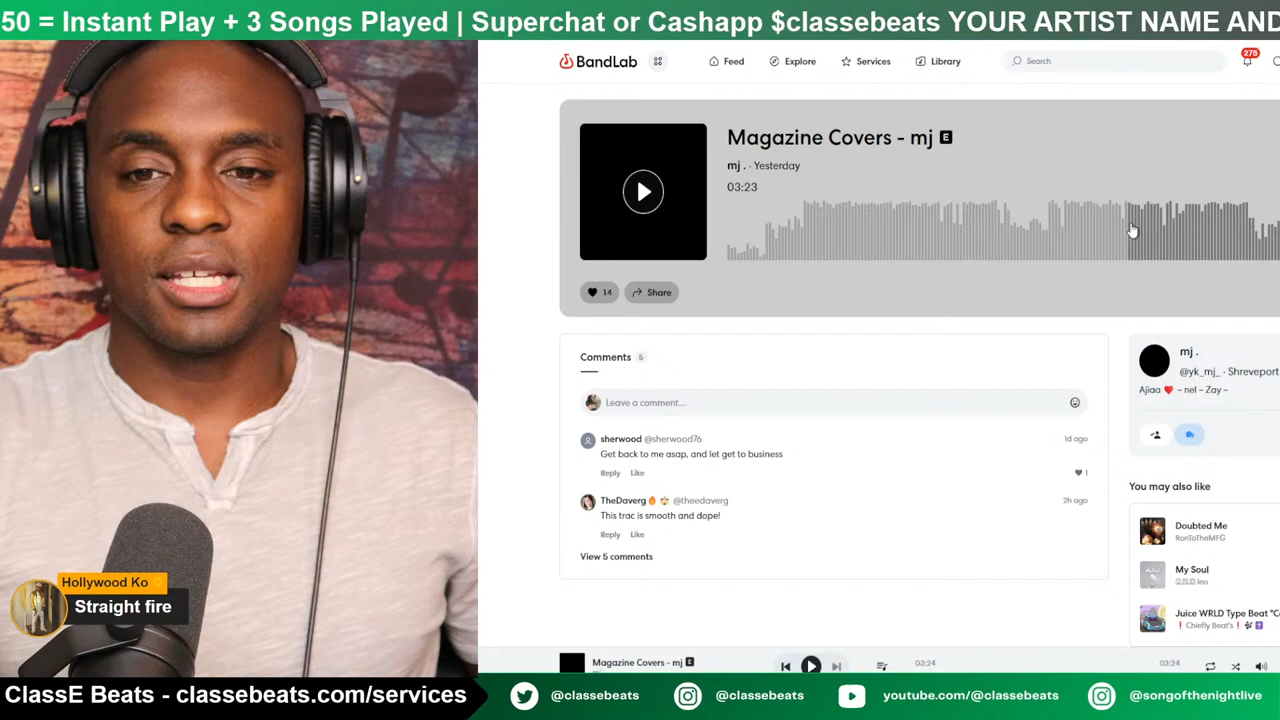 50 = Instant Play + 3 Songs Played | Superchat or Cashapp $classebeats YOUR ARTIST NAME AND
BandLab
Feed
Explore
Services
Library
Search
275
Magazine Covers - mj E
mj . · Yesterday
03:23
14
Share
Comments 5
Leave a comment...
sherwood @sherwood76
1d ago
Get back to me asap, and let get to business
Reply Like
1
TheDaverg🔥 @theedaverg
2h ago
This trac is smooth and dope!
Reply Like
View 5 comments
mj .
@yk_mj_ · Shreveport
Ajiaa ❤️ ~ nel ~ Zay ~
You may also like
Doubted Me
RonToTheMFG
My Soul
leo
Juice WRLD Type Beat "C
❗ Chiefly Beat's❗
Hollywood Ko
Straight fire
Magazine Covers - mj E
03:24
03:24
ClassE Beats - classebeats.com/services
@classebeats
@classebeats
youtube.com/@classebeats
@songofthenightlive